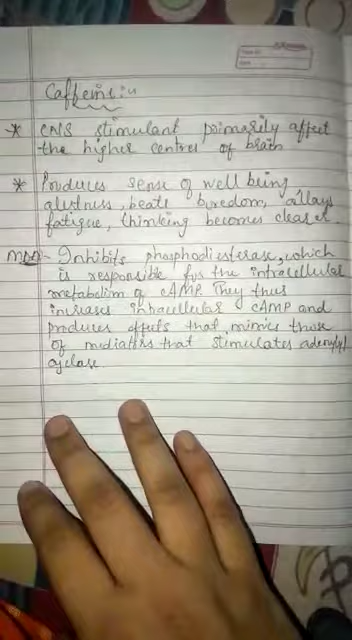 Caffeine :-
* CNS stimulant primarily affect
the higher centres of brain
* Produces sense of well being
alertness, beats boredom, allays
fatigue, thinking becomes clearer.
MOA - Inhibits phosphodiesterase, which
is responsible for the intracellular
metabolism of cAMP. They thus
increases intracellular cAMP and
produces effects that mimics those
of mediators that stimulates adenylyl
cyclase